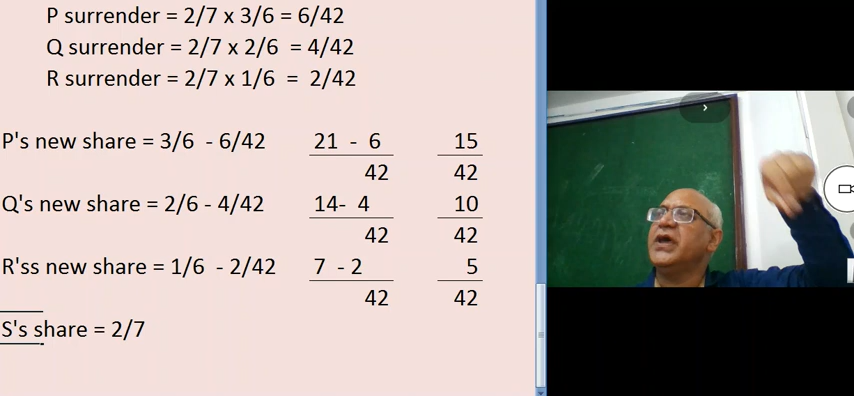 P surrender = 2/7 x 3/6 = 6/42
Q surrender = 2/7 x 2/6 = 4/42
R surrender = 2/7 x 1/6 = 2/42
P's new share = 3/6 - 6/42 21 - 6 15
42 42
Q's new share = 2/6 - 4/42 14- 4 10
42 42
R'ss new share = 1/6 - 2/42 7 - 2 5
42 42
S's share = 2/7